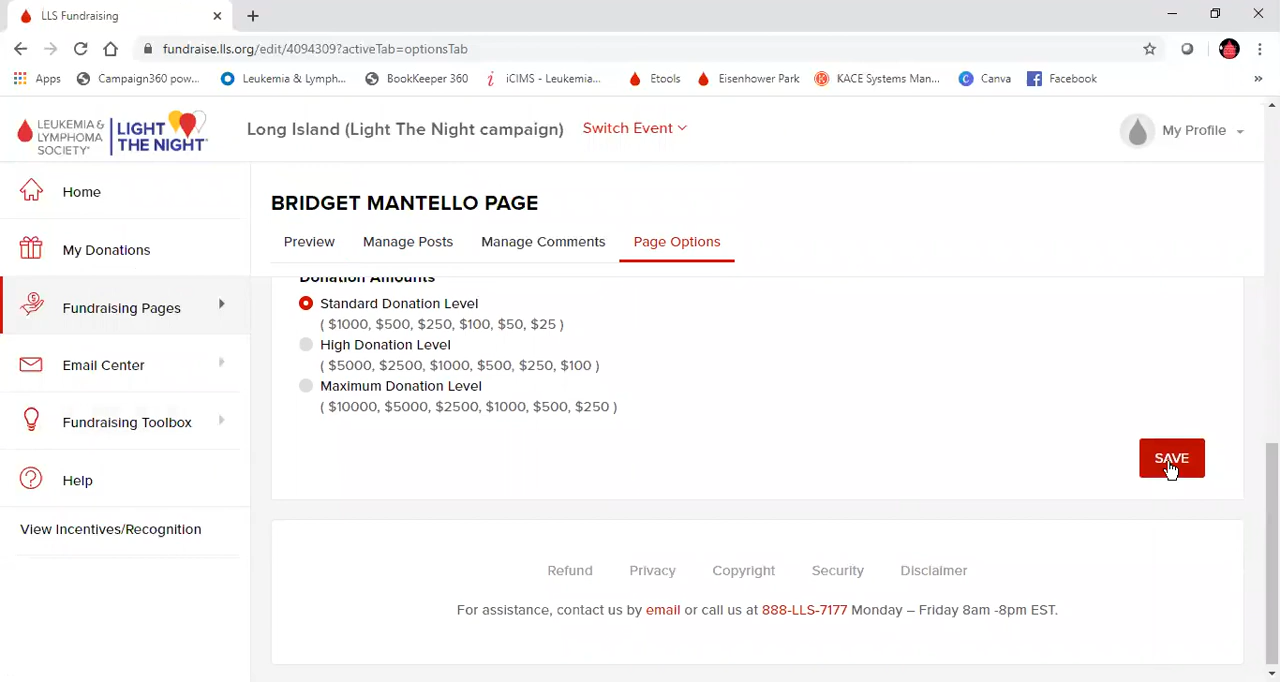 LLS Fundraising
fundraise.lls.org/edit/4094309?activeTab=optionsTab
Apps Campaign360 pow... Leukemia & Lymph... BookKeeper 360 iCIMS - Leukemia... Etools Eisenhower Park KACE Systems Man... Canva Facebook »
LEUKEMIA & LYMPHOMA SOCIETY® LIGHT THE NIGHT®
Long Island (Light The Night campaign) Switch Event
My Profile
Home
My Donations
Fundraising Pages
Email Center
Fundraising Toolbox
Help
View Incentives/Recognition
BRIDGET MANTELLO PAGE
Preview Manage Posts Manage Comments Page Options
Donation Amounts
Standard Donation Level
( $1000, $500, $250, $100, $50, $25 )
High Donation Level
( $5000, $2500, $1000, $500, $250, $100 )
Maximum Donation Level
( $10000, $5000, $2500, $1000, $500, $250 )
SAVE
Refund Privacy Copyright Security Disclaimer
For assistance, contact us by email or call us at 888-LLS-7177 Monday – Friday 8am -8pm EST.